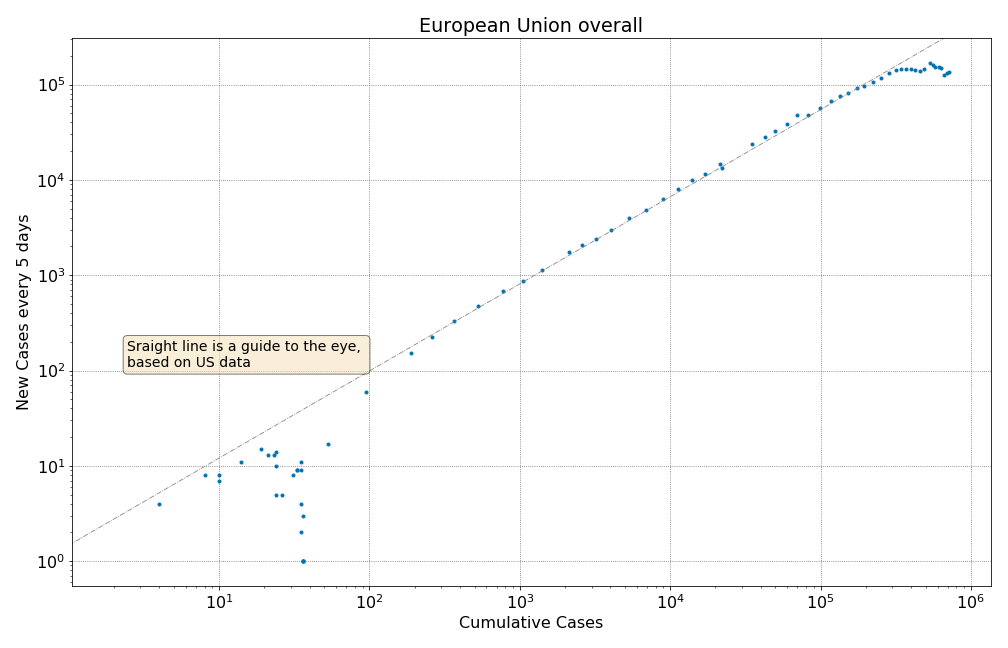 European Union overall
New Cases every 5 days
10^5
10^4
10^3
10^2
10^1
10^0
Sraight line is a guide to the eye,
based on US data
10^1 10^2 10^3 10^4 10^5 10^6
Cumulative Cases